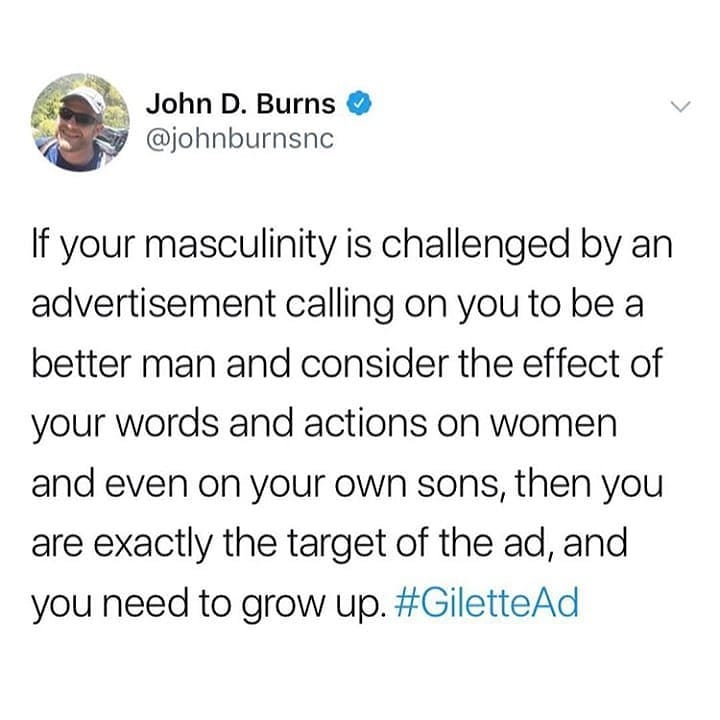 John D. Burns
@johnburnsnc
If your masculinity is challenged by an
advertisement calling on you to be a
better man and consider the effect of
your words and actions on women
and even on your own sons, then you
are exactly the target of the ad, and
you need to grow up. #GiletteAd